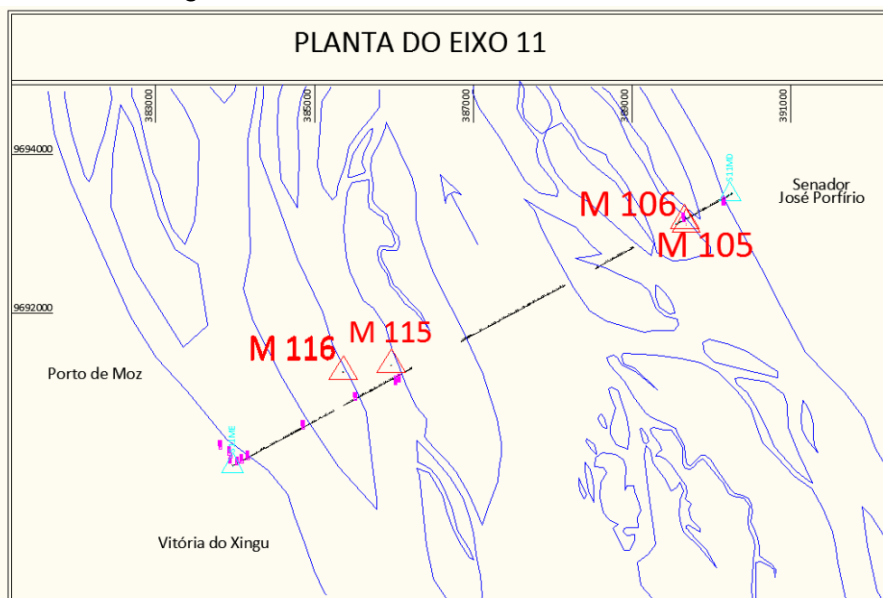 PLANTA DO EIXO 11
383000
385000
387000
389000
391000
9694000
S11MD
Senador
José Porfírio
M 106
M 105
9692000
M 116
M 115
Porto de Moz
Vitória do Xingu